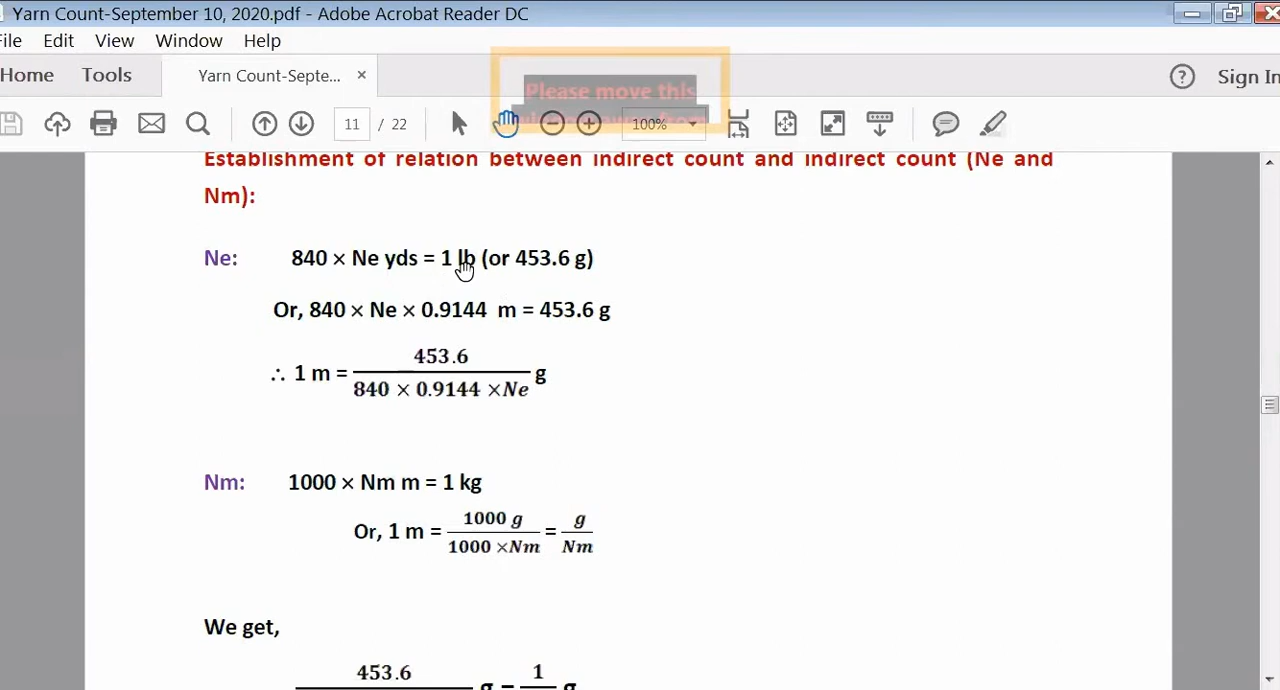 Yarn Count-September 10, 2020.pdf - Adobe Acrobat Reader DC
File Edit View Window Help
Home Tools Yarn Count-Septe... × ? Sign In
Please move this
11 / 22 100%
Establishment of relation between indirect count and indirect count (Ne and
Nm):
Ne: 840 × Ne yds = 1 lb (or 453.6 g)
Or, 840 × Ne × 0.9144 m = 453.6 g
453.6
∴ 1 m = g
840 × 0.9144 ×Ne
Nm: 1000 × Nm m = 1 kg
1000 g g
Or, 1 m = =
1000 ×Nm Nm
We get,
453.6 1
g = g